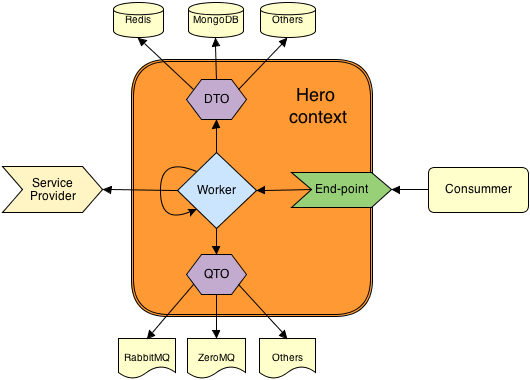 Redis
MongoDB
Others
Hero
context
DTO
Service
Provider
Worker
End-point
Consummer
QTO
RabbitMQ
ZeroMQ
Others